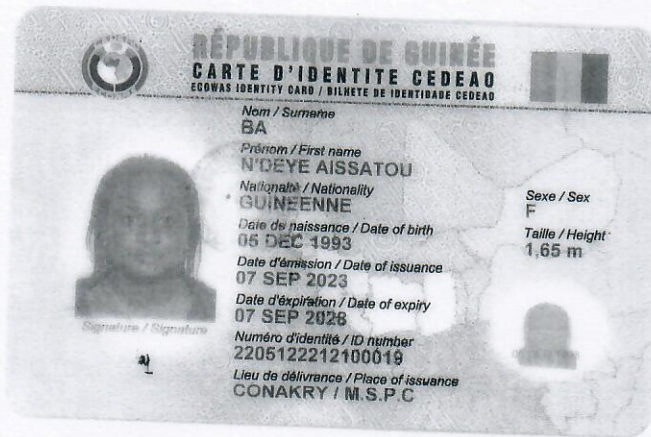 RÉPUBLIQUE DE GUINÉE
CARTE D'IDENTITE CEDEAO
ECOWAS IDENTITY CARD / BILHETE DE IDENTIDADE CEDEAO
Nom / Surname
BA
Prénom / First name
N'DEYE AISSATOU
Nationalité / Nationality
GUINEENNE
Sexe / Sex
F
Date de naissance / Date of birth
05 DEC 1993
Taille / Height
1,65 m
Date d'émission / Date of issuance
07 SEP 2023
Date d'éxpiration / Date of expiry
07 SEP 2028
Signature / Signature
Numéro d'identité / ID number
2205122212100019
Lieu de délivrance / Place of issuance
CONAKRY / M.S.P.C